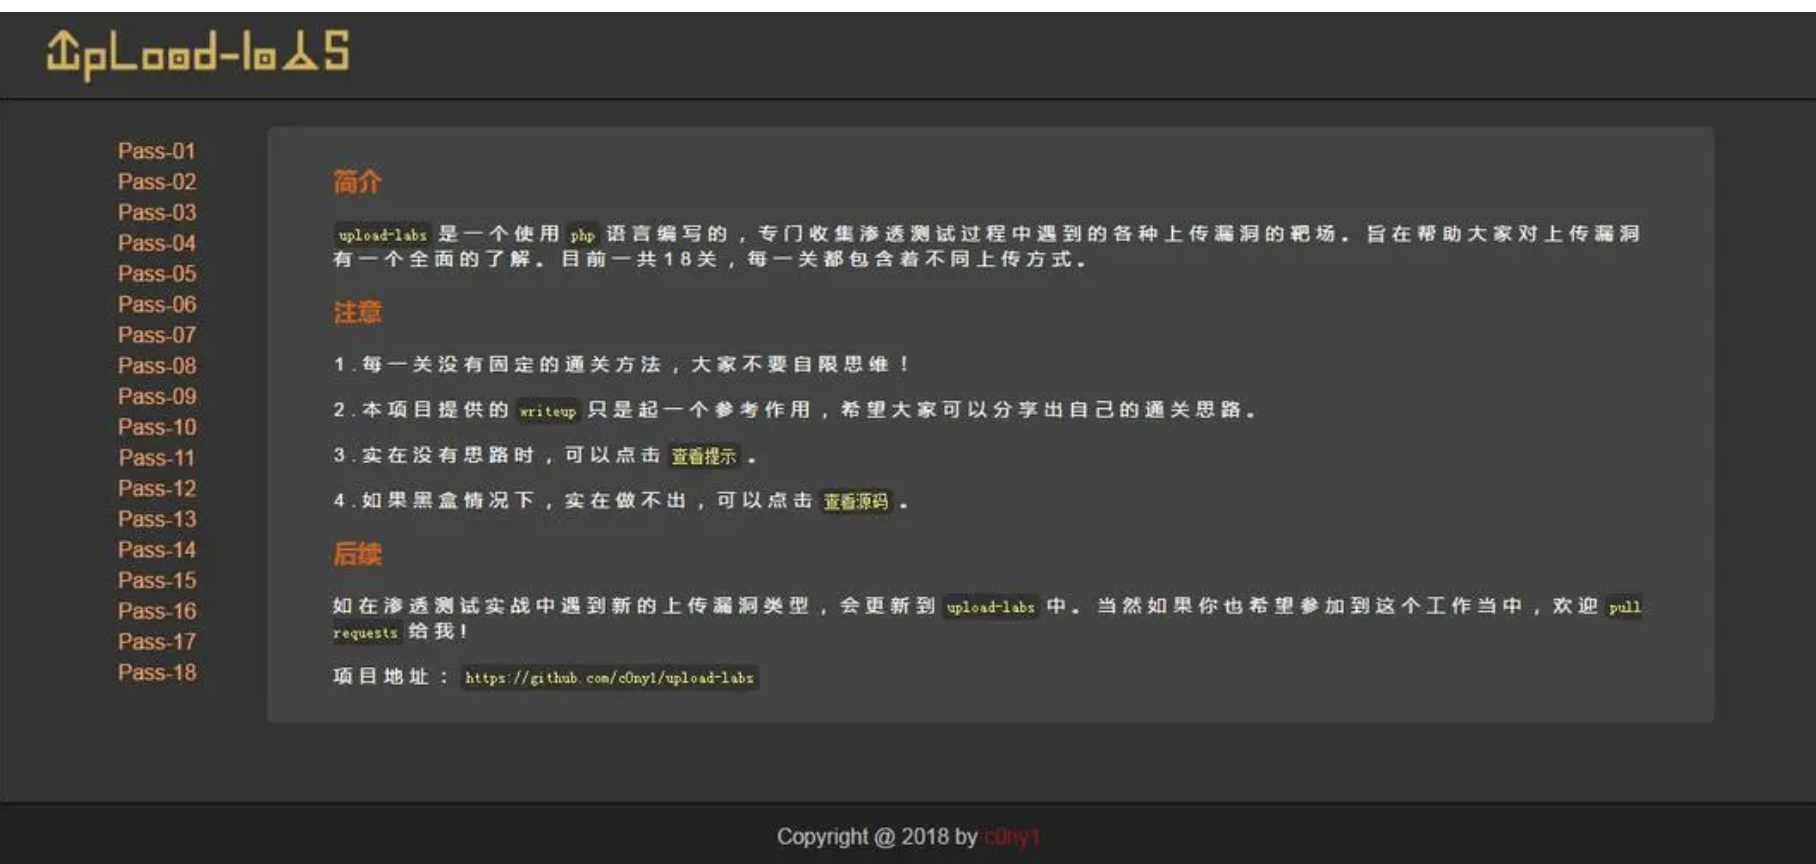 upload-labs
Pass-01
Pass-02
Pass-03
Pass-04
Pass-05
Pass-06
Pass-07
Pass-08
Pass-09
Pass-10
Pass-11
Pass-12
Pass-13
Pass-14
Pass-15
Pass-16
Pass-17
Pass-18
简介
upload-labs 是一个使用 php 语言编写的，专门收集渗透测试过程中遇到的各种上传漏洞的靶场。旨在帮助大家对上传漏洞
有一个全面的了解。目前一共18关，每一关都包含着不同上传方式。
注意
1.每一关没有固定的通关方法，大家不要自限思维！
2.本项目提供的 writeup 只是起一个参考作用，希望大家可以分享出自己的通关思路。
3.实在没有思路时，可以点击 查看提示 。
4.如果黑盒情况下，实在做不出，可以点击 查看源码 。
后续
如在渗透测试实战中遇到新的上传漏洞类型，会更新到 upload-labs 中。当然如果你也希望参加到这个工作当中，欢迎 pull
requests 给我!
项目地址： https://github.com/c0ny1/upload-labs
Copyright @ 2018 by c0ny1